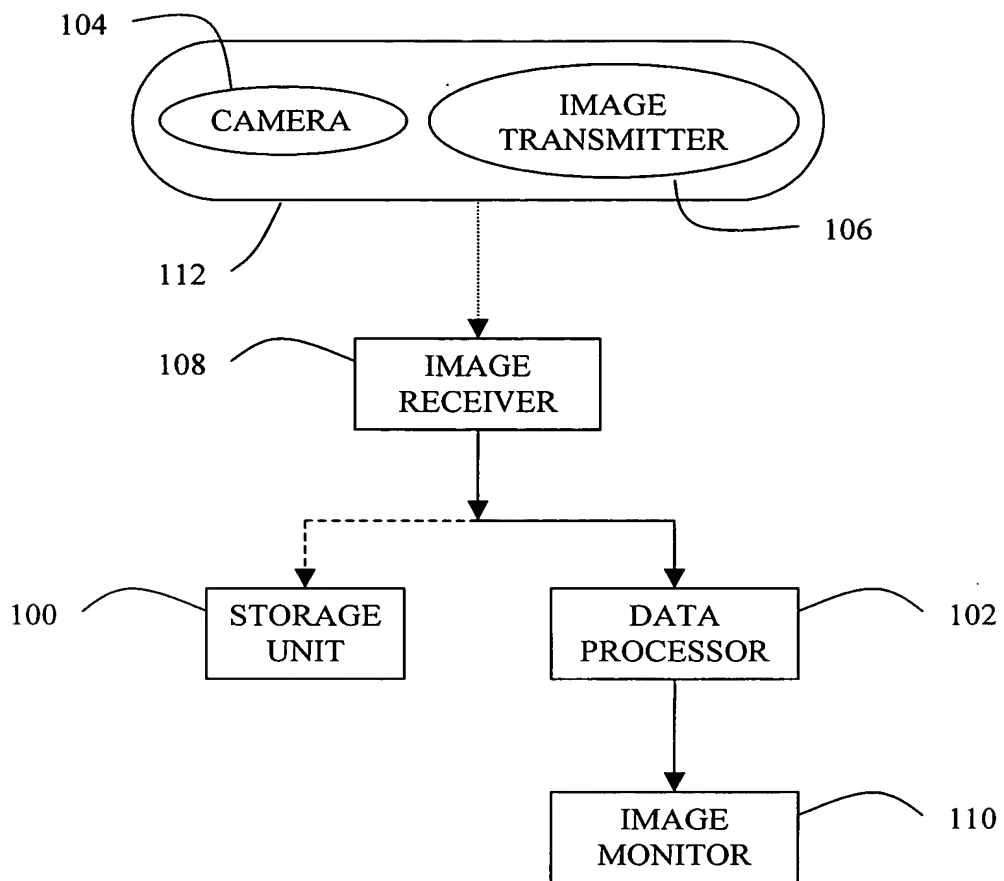 104
CAMERA
IMAGE
TRANSMITTER
106
112
108
IMAGE
RECEIVER
100
STORAGE
UNIT
DATA
PROCESSOR
102
IMAGE
MONITOR
110